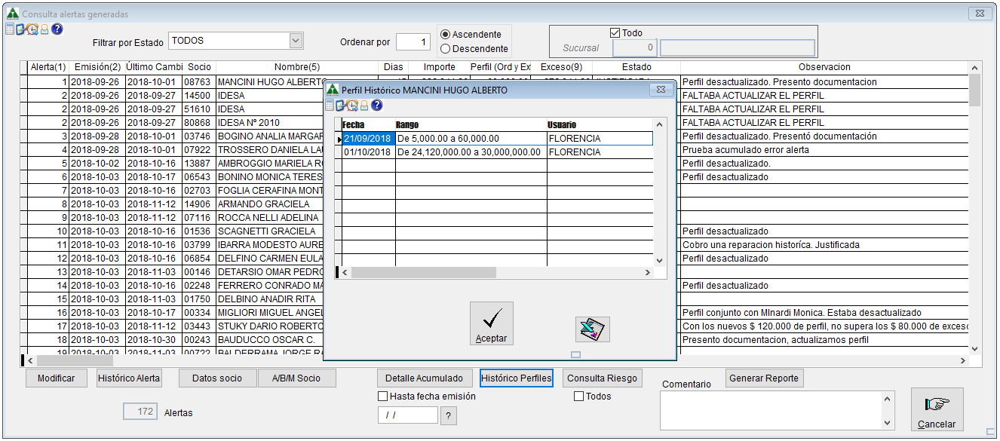 Consulta alertas generadas
Filtrar por Estado TODOS Ordenar por 1 Ascendente Descendente Todo Sucursal 0
Alerta(1) Emisión(2) Último Cambi Socio Nombre(5) Dias Importe Perfil (Ord y Ex Exceso(9) Estado Observacion
1 2018-09-26 2018-10-01 08763 MANCINI HUGO ALBERTO Perfil desactualizado. Presento documentacion
2 2018-09-26 2018-09-27 14500 IDESA FALTABA ACTUALIZAR EL PERFIL
2 2018-09-26 2018-09-27 51610 IDESA FALTABA ACTUALIZAR EL PERFIL
2 2018-09-26 2018-09-27 80868 IDESA Nº 2010 FALTABA ACTUALIZAR EL PERFIL
3 2018-09-28 2018-10-01 03746 BOGINO ANALIA MARGAR Perfil desactualizado. Presentó documentación
4 2018-09-28 2018-10-01 07922 TROSSERO DANIELA LAU Prueba acumulado error alerta
5 2018-10-02 2018-10-16 13887 AMBROGGIO MARIELA RO Perfil desactualizado.
6 2018-10-03 2018-10-17 06543 BONINO MONICA TERES Perfil desactualizado
7 2018-10-03 2018-10-16 02703 FOGLIA CERAFINA MONT
8 2018-10-03 2018-11-12 14906 ARMANDO GRACIELA
9 2018-10-03 2018-11-12 07116 ROCCA NELLI ADELINA
10 2018-10-03 2018-10-16 01536 SCAGNETTI GRACIELA Perfil desactualizado
11 2018-10-03 2018-10-16 03799 IBARRA MODESTO AURE Cobro una reparacion historíca. Justificada
12 2018-10-03 2018-10-16 06854 DELFINO CARMEN EULA Perfil desactualizado
13 2018-10-03 2018-11-03 00146 DETARSIO OMAR PEDRO
14 2018-10-03 2018-10-16 02248 FERRERO CONRADO MA Perfil desactualizado
15 2018-10-03 2018-11-03 01750 DELBINO ANADIR RITA
16 2018-10-03 2018-10-17 00334 MIGLIORI MIGUEL ANGEL Perfil conjunto con MInardi Monica. Estaba desactualizado
17 2018-10-03 2018-11-12 03443 STUKY DARIO ROBERTO Con los nuevos $ 120.000 de perfil, no supera los $ 80.000 de exceso
18 2018-10-03 2018-10-30 00243 BAUDUCCO OSCAR C. Presento documentacion, actualizamos perfil
19 2018-10-03 2018-11-03 00722 BALDERRAMA JORGE RA
Perfil Histórico MANCINI HUGO ALBERTO
Fecha Rango Usuario
21/09/2018 De 5,000.00 a 60,000.00 FLORENCIA
01/10/2018 De 24,120,000.00 a 30,000,000.00 FLORENCIA
Aceptar
Modificar Histórico Alerta Datos socio A/B/M Socio Detalle Acumulado Histórico Perfiles Consulta Riesgo Generar Reporte
Comentario
Hasta fecha emisión Todos
172 Alertas / / ?
Cancelar